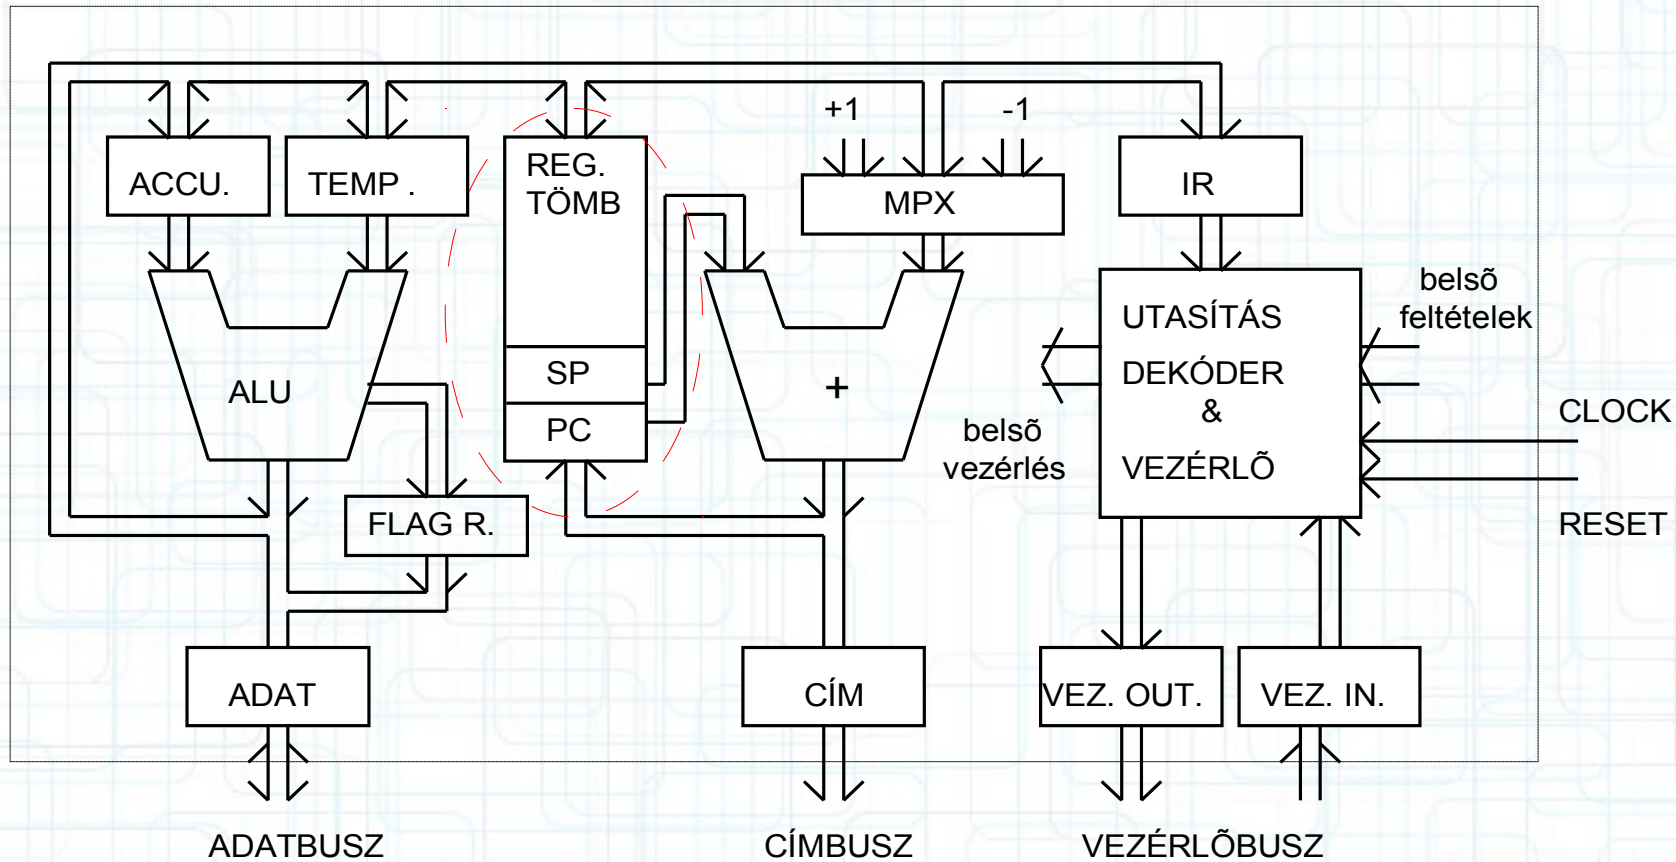 +1
-1
ACCU.
TEMP .
REG.
TÖMB
MPX
IR
belsõ
feltételek
UTASÍTÁS
DEKÓDER
&
VEZÉRLÕ
SP
PC
ALU
+
belsõ
vezérlés
CLOCK
RESET
FLAG R.
ADAT
CÍM
VEZ. OUT.
VEZ. IN.
ADATBUSZ
CÍMBUSZ
VEZÉRLÕBUSZ